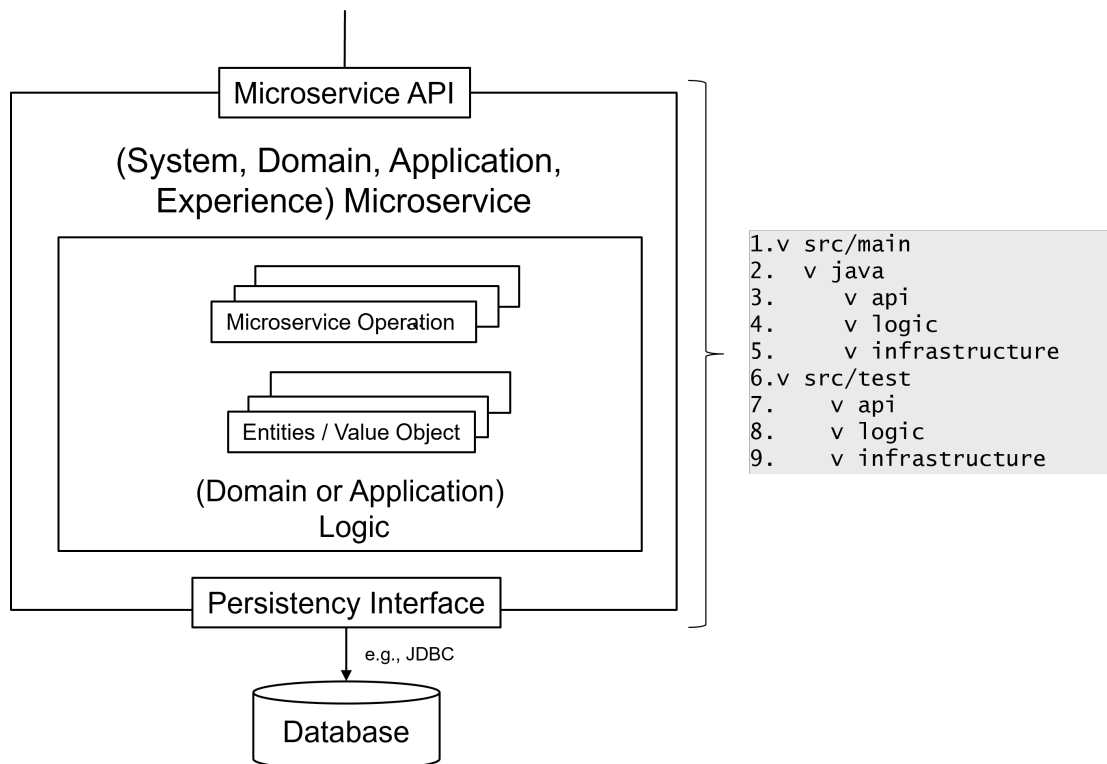 Microservice API
(System, Domain, Application,
Experience) Microservice
Microservice Operation
Entities / Value Object
(Domain or Application)
Logic
Persistency Interface
e.g., JDBC
Database
1.v src/main
2.  v java
3.     v api
4.     v logic
5.     v infrastructure
6.v src/test
7.    v api
8.    v logic
9.    v infrastructure